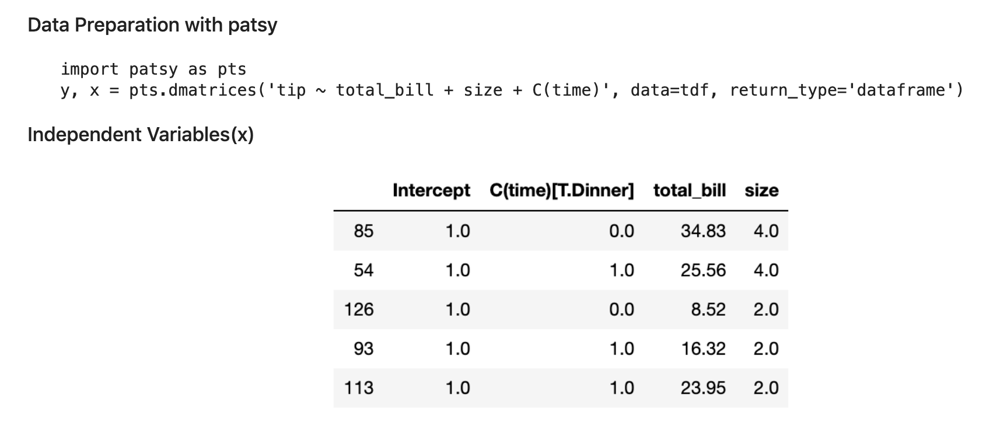 Data Preparation with patsy
import patsy as pts
y, x = pts.dmatrices('tip ~ total_bill + size + C(time)', data=tdf, return_type='dataframe')
Independent Variables(x)
Intercept C(time)[T.Dinner] total_bill size
85 1.0 0.0 34.83 4.0
54 1.0 1.0 25.56 4.0
126 1.0 0.0 8.52 2.0
93 1.0 1.0 16.32 2.0
113 1.0 1.0 23.95 2.0